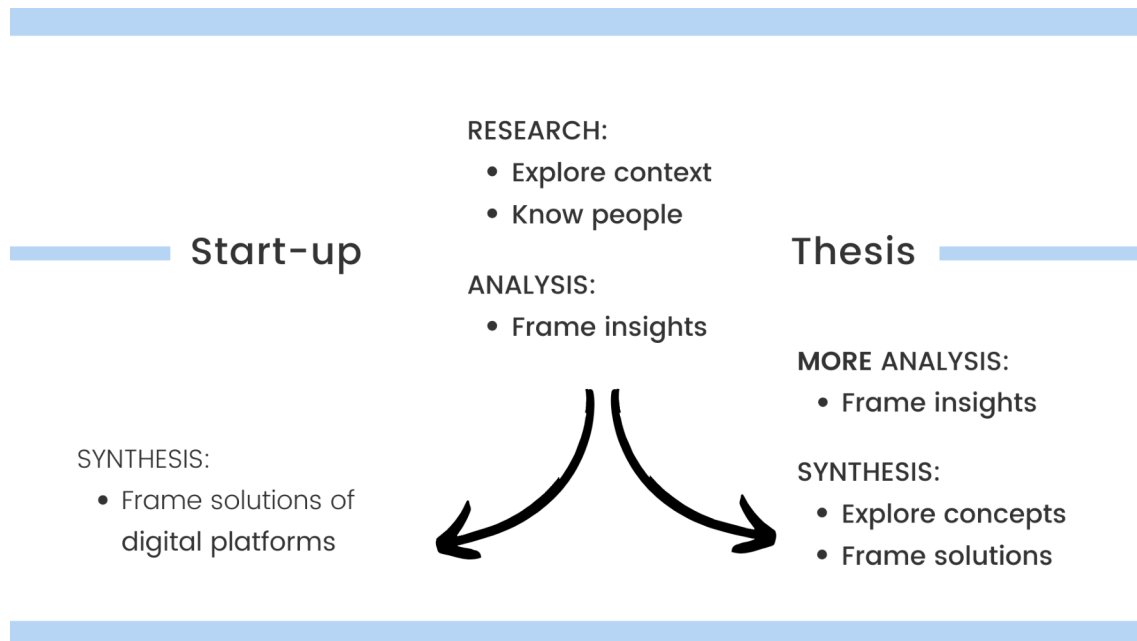 RESEARCH:
• Explore context
• Know people
Start-up
Thesis
ANALYSIS:
• Frame insights
MORE ANALYSIS:
• Frame insights
SYNTHESIS:
• Frame solutions of
digital platforms
SYNTHESIS:
• Explore concepts
• Frame solutions